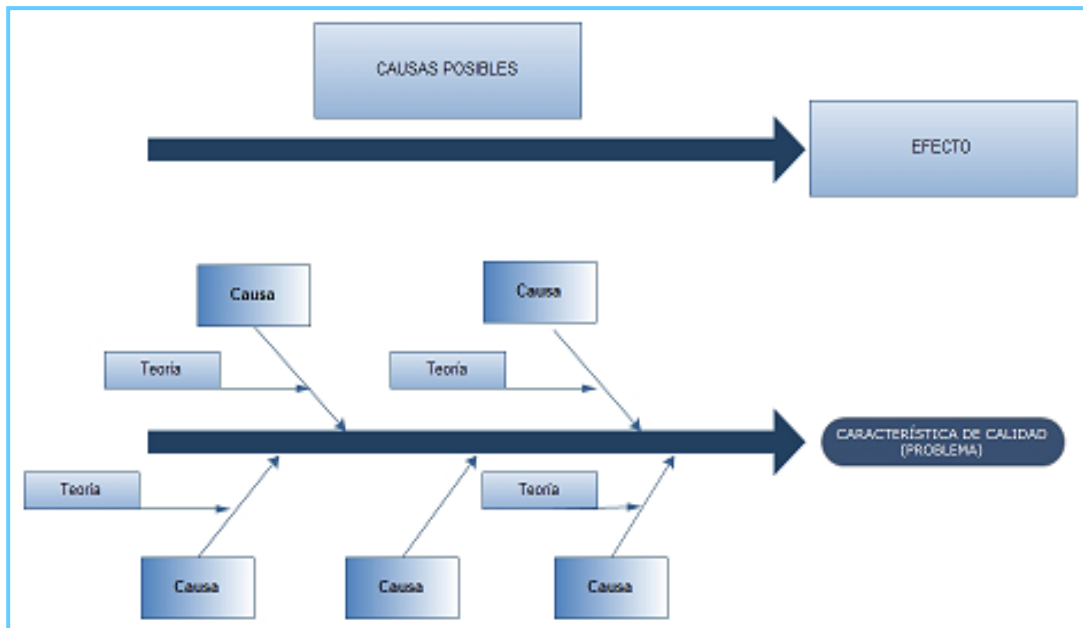 CAUSAS POSIBLES
EFECTO
Causa
Causa
Teoría
Teoría
CARACTERÍSTICA DE CALIDAD
(PROBLEMA)
Teoría
Teoría
Causa
Causa
Causa